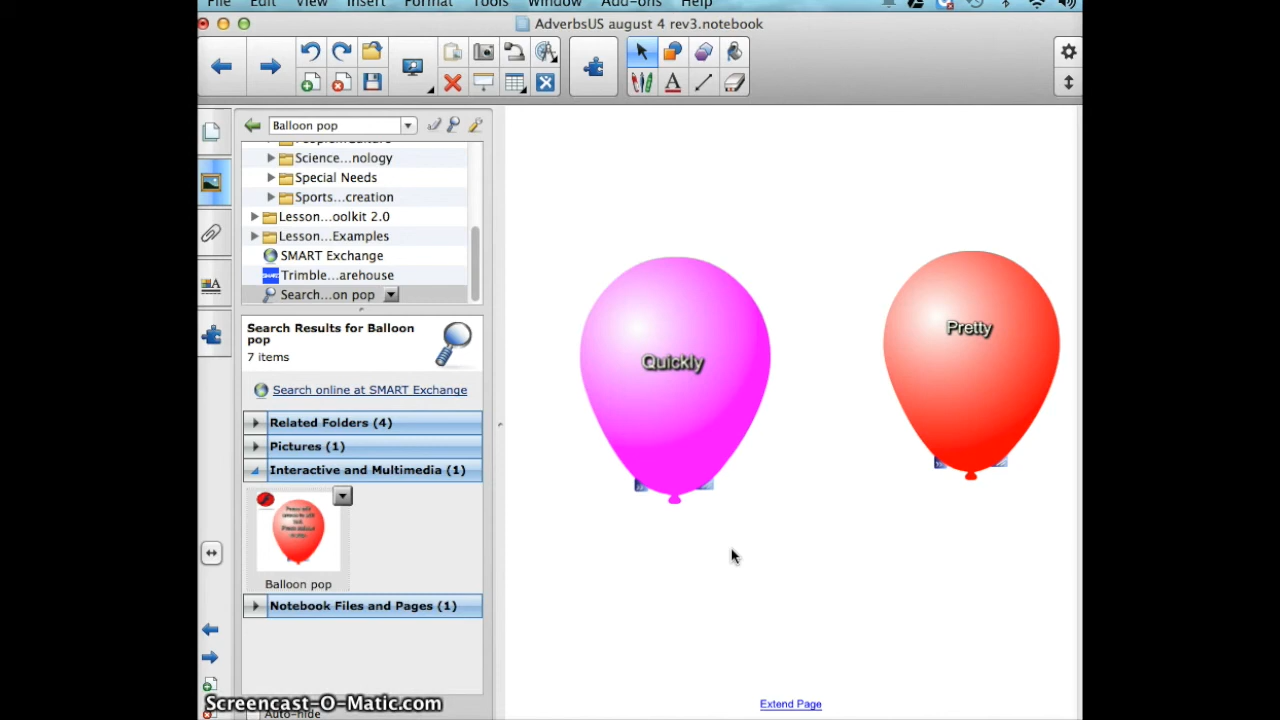 File Edit View Insert Format Tools Window Add-ons Help
AdverbsUS august 4 rev3.notebook
Balloon pop
Science...nology
Special Needs
Sports...creation
Lesson...oolkit 2.0
Lesson...Examples
SMART Exchange
Trimble...arehouse
Search...on pop
Search Results for Balloon
pop
7 items
Search online at SMART Exchange
Related Folders (4)
Pictures (1)
Interactive and Multimedia (1)
Balloon pop
Notebook Files and Pages (1)
Quickly
Pretty
Extend Page
Screencast-O-Matic.com
Auto-hide